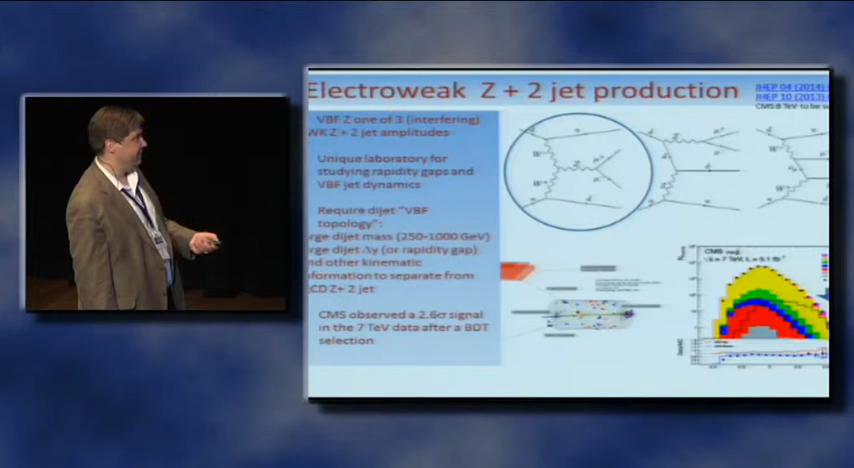 Electroweak Z + 2 jet production
JHEP 04 (2014)
JHEP 10 (2013)
CMS 8 TeV to be su
VBF Z one of 3 (interfering)
WK Z + 2 jet amplitudes
Unique laboratory for
studying rapidity gaps and
VBF jet dynamics
Require dijet "VBF
topology":
arge dijet mass (250-1000 GeV)
arge dijet Δy (or rapidity gap)
nd other kinematic
nformation to separate from
QCD Z+ 2 jet
CMS observed a 2.6σ signal
in the 7 TeV data after a BDT
selection
CMS
√s = 7 TeV, L = 5.1 fb⁻¹